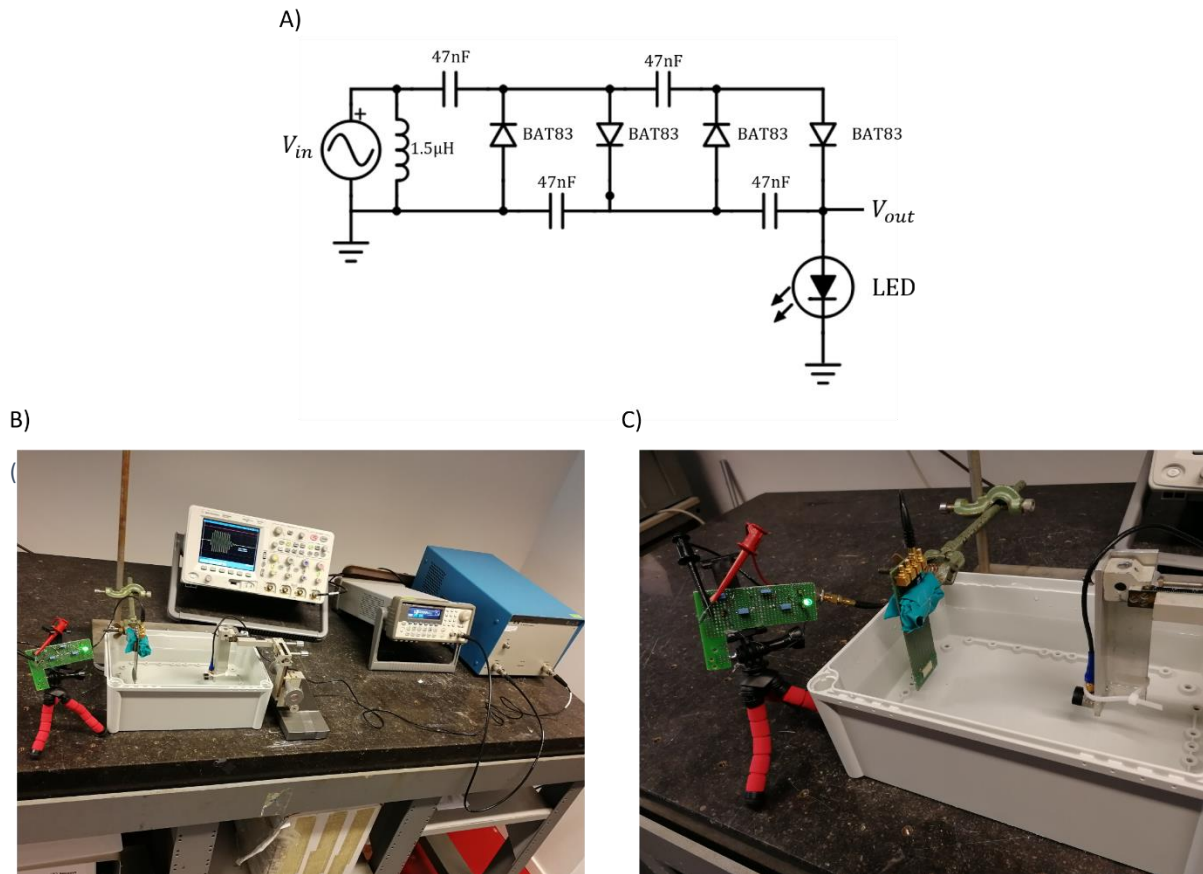 A)
47nF 47nF
V_in + 1.5μH BAT83 BAT83 BAT83 BAT83
47nF 47nF
V_out
LED
B) C)
(